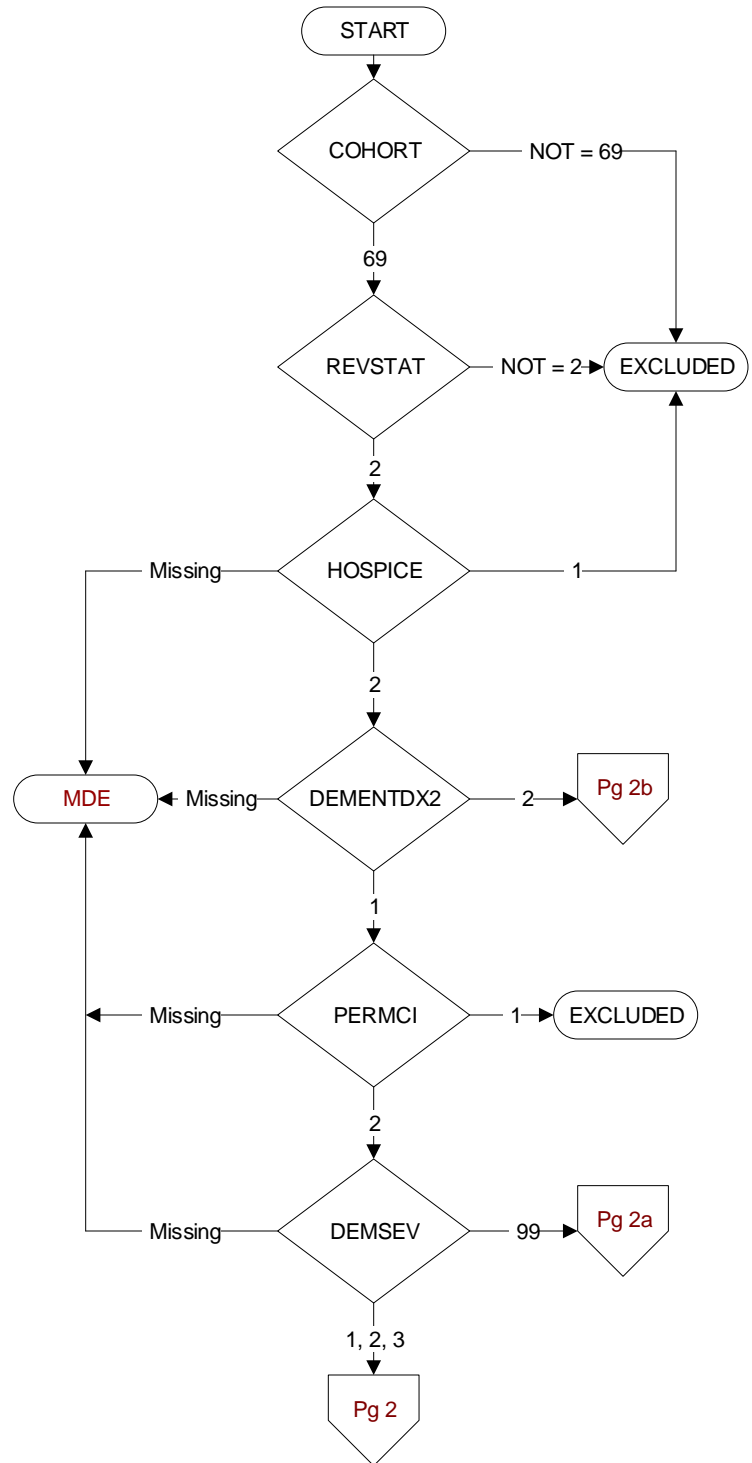 START
COHORT
NOT = 69
69
REVSTAT
NOT = 2
EXCLUDED
2
Missing
HOSPICE
1
2
MDE
Missing
DEMENTDX2
2
Pg 2b
1
Missing
PERMCI
1
EXCLUDED
2
Missing
DEMSEV
99
Pg 2a
1, 2, 3
Pg 2